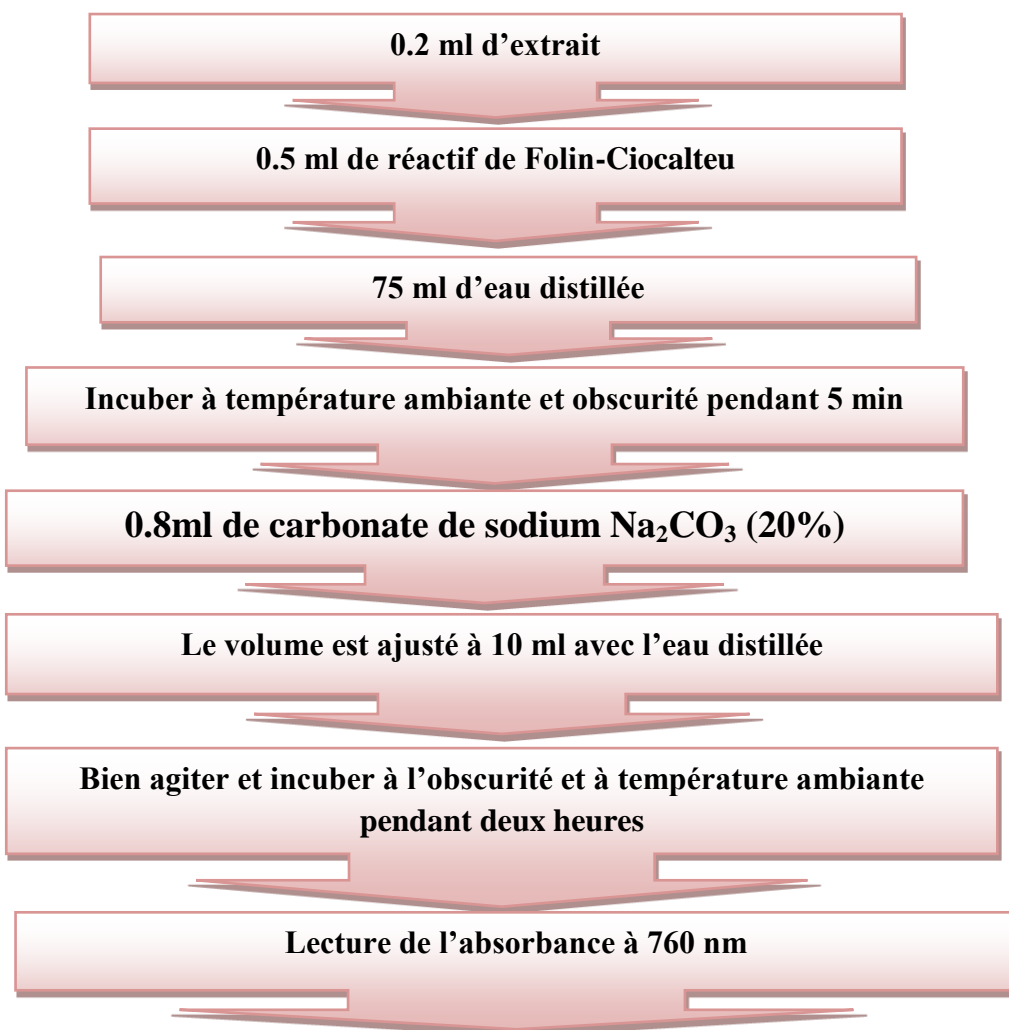 0.2 ml d’extrait
0.5 ml de réactif de Folin-Ciocalteu
75 ml d’eau distillée
Incuber à température ambiante et obscurité pendant 5 min
0.8ml de carbonate de sodium Na₂CO₃ (20%)
Le volume est ajusté à 10 ml avec l’eau distillée
Bien agiter et incuber à l’obscurité et à température ambiante
pendant deux heures
Lecture de l’absorbance à 760 nm